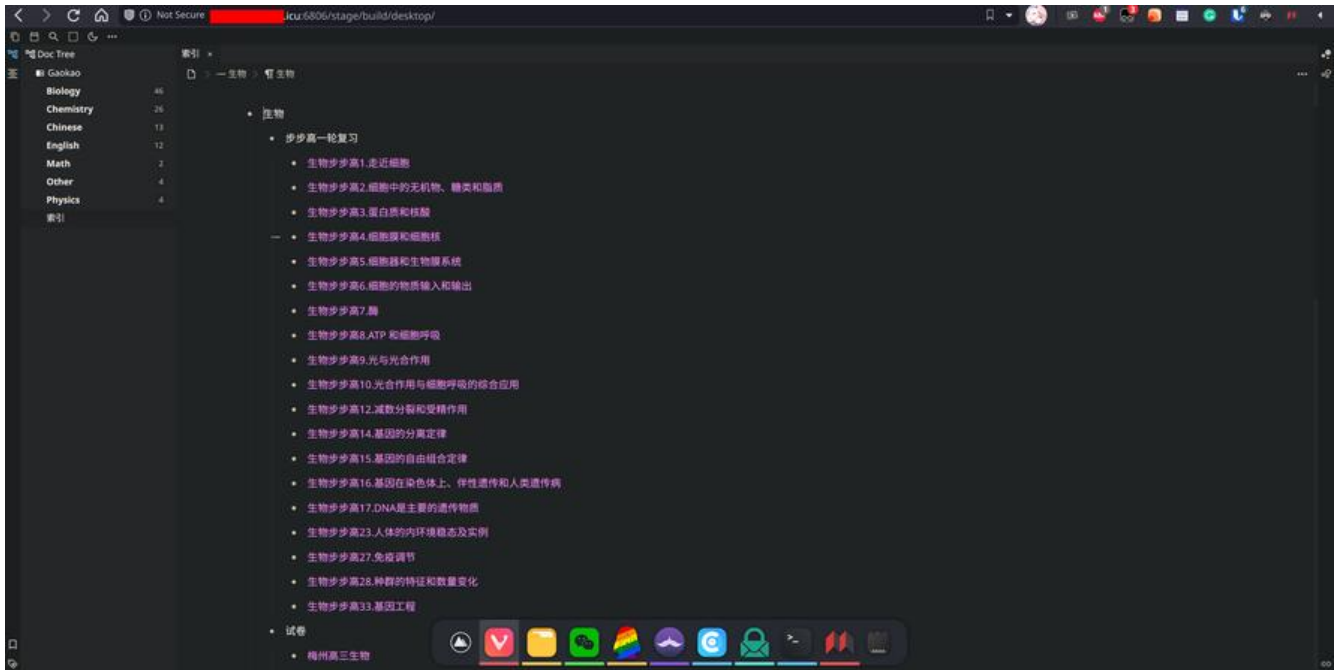 Not Secure .icu:6806/stage/build/desktop/
Doc Tree
Gaokao
Biology 46
Chemistry 26
Chinese 13
English 12
Math 2
Other 4
Physics 4
索引
索引 ×
生物 > 生物
生物
步步高一轮复习
生物步步高1.走近细胞
生物步步高2.细胞中的无机物、糖类和脂质
生物步步高3.蛋白质和核酸
生物步步高4.细胞膜和细胞核
生物步步高5.细胞器和生物膜系统
生物步步高6.细胞的物质输入和输出
生物步步高7.酶
生物步步高8.ATP 和细胞呼吸
生物步步高9.光与光合作用
生物步步高10.光合作用与细胞呼吸的综合应用
生物步步高12.减数分裂和受精作用
生物步步高14.基因的分离定律
生物步步高15.基因的自由组合定律
生物步步高16.基因在染色体上、伴性遗传和人类遗传病
生物步步高17.DNA是主要的遗传物质
生物步步高23.人体的内环境稳态及实例
生物步步高27.免疫调节
生物步步高28.种群的特征和数量变化
生物步步高33.基因工程
试卷
梅州高三生物